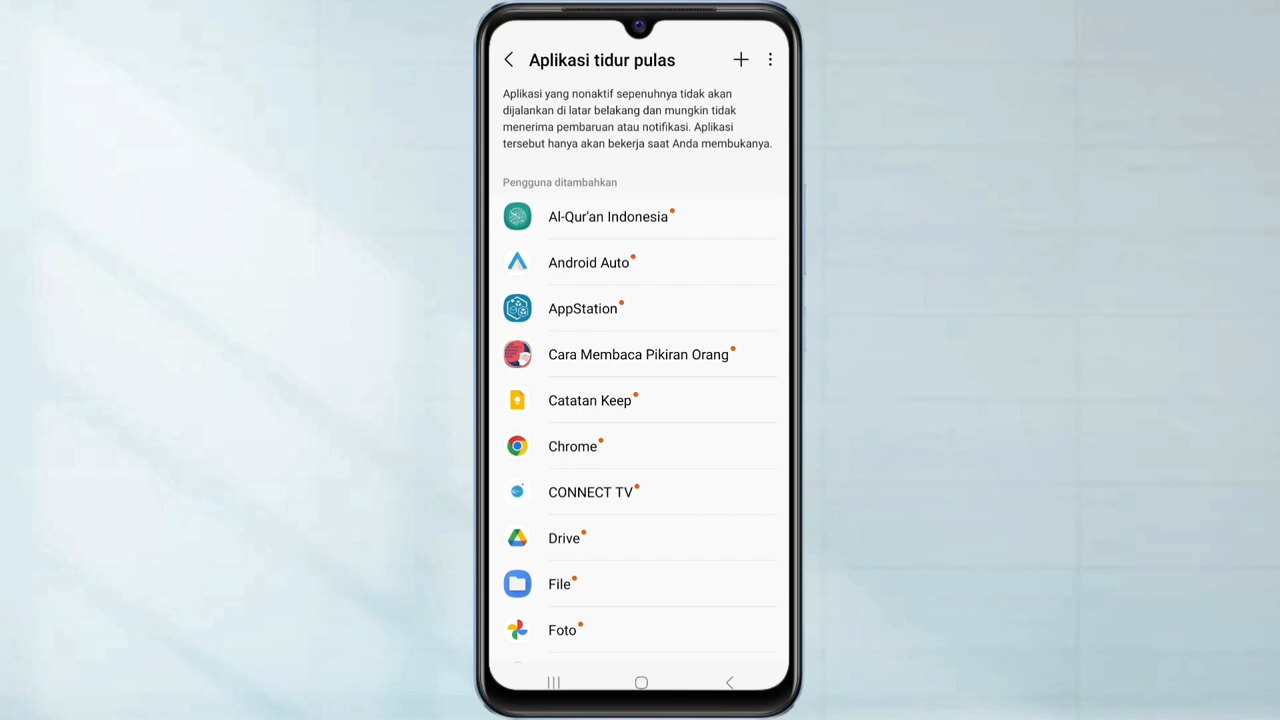 Aplikasi tidur pulas
Aplikasi yang nonaktif sepenuhnya tidak akan
dijalankan di latar belakang dan mungkin tidak
menerima pembaruan atau notifikasi. Aplikasi
tersebut hanya akan bekerja saat Anda membukanya.
Pengguna ditambahkan
Al-Qur'an Indonesia
Android Auto
AppStation
Cara Membaca Pikiran Orang
Catatan Keep
Chrome
CONNECT TV
Drive
File
Foto